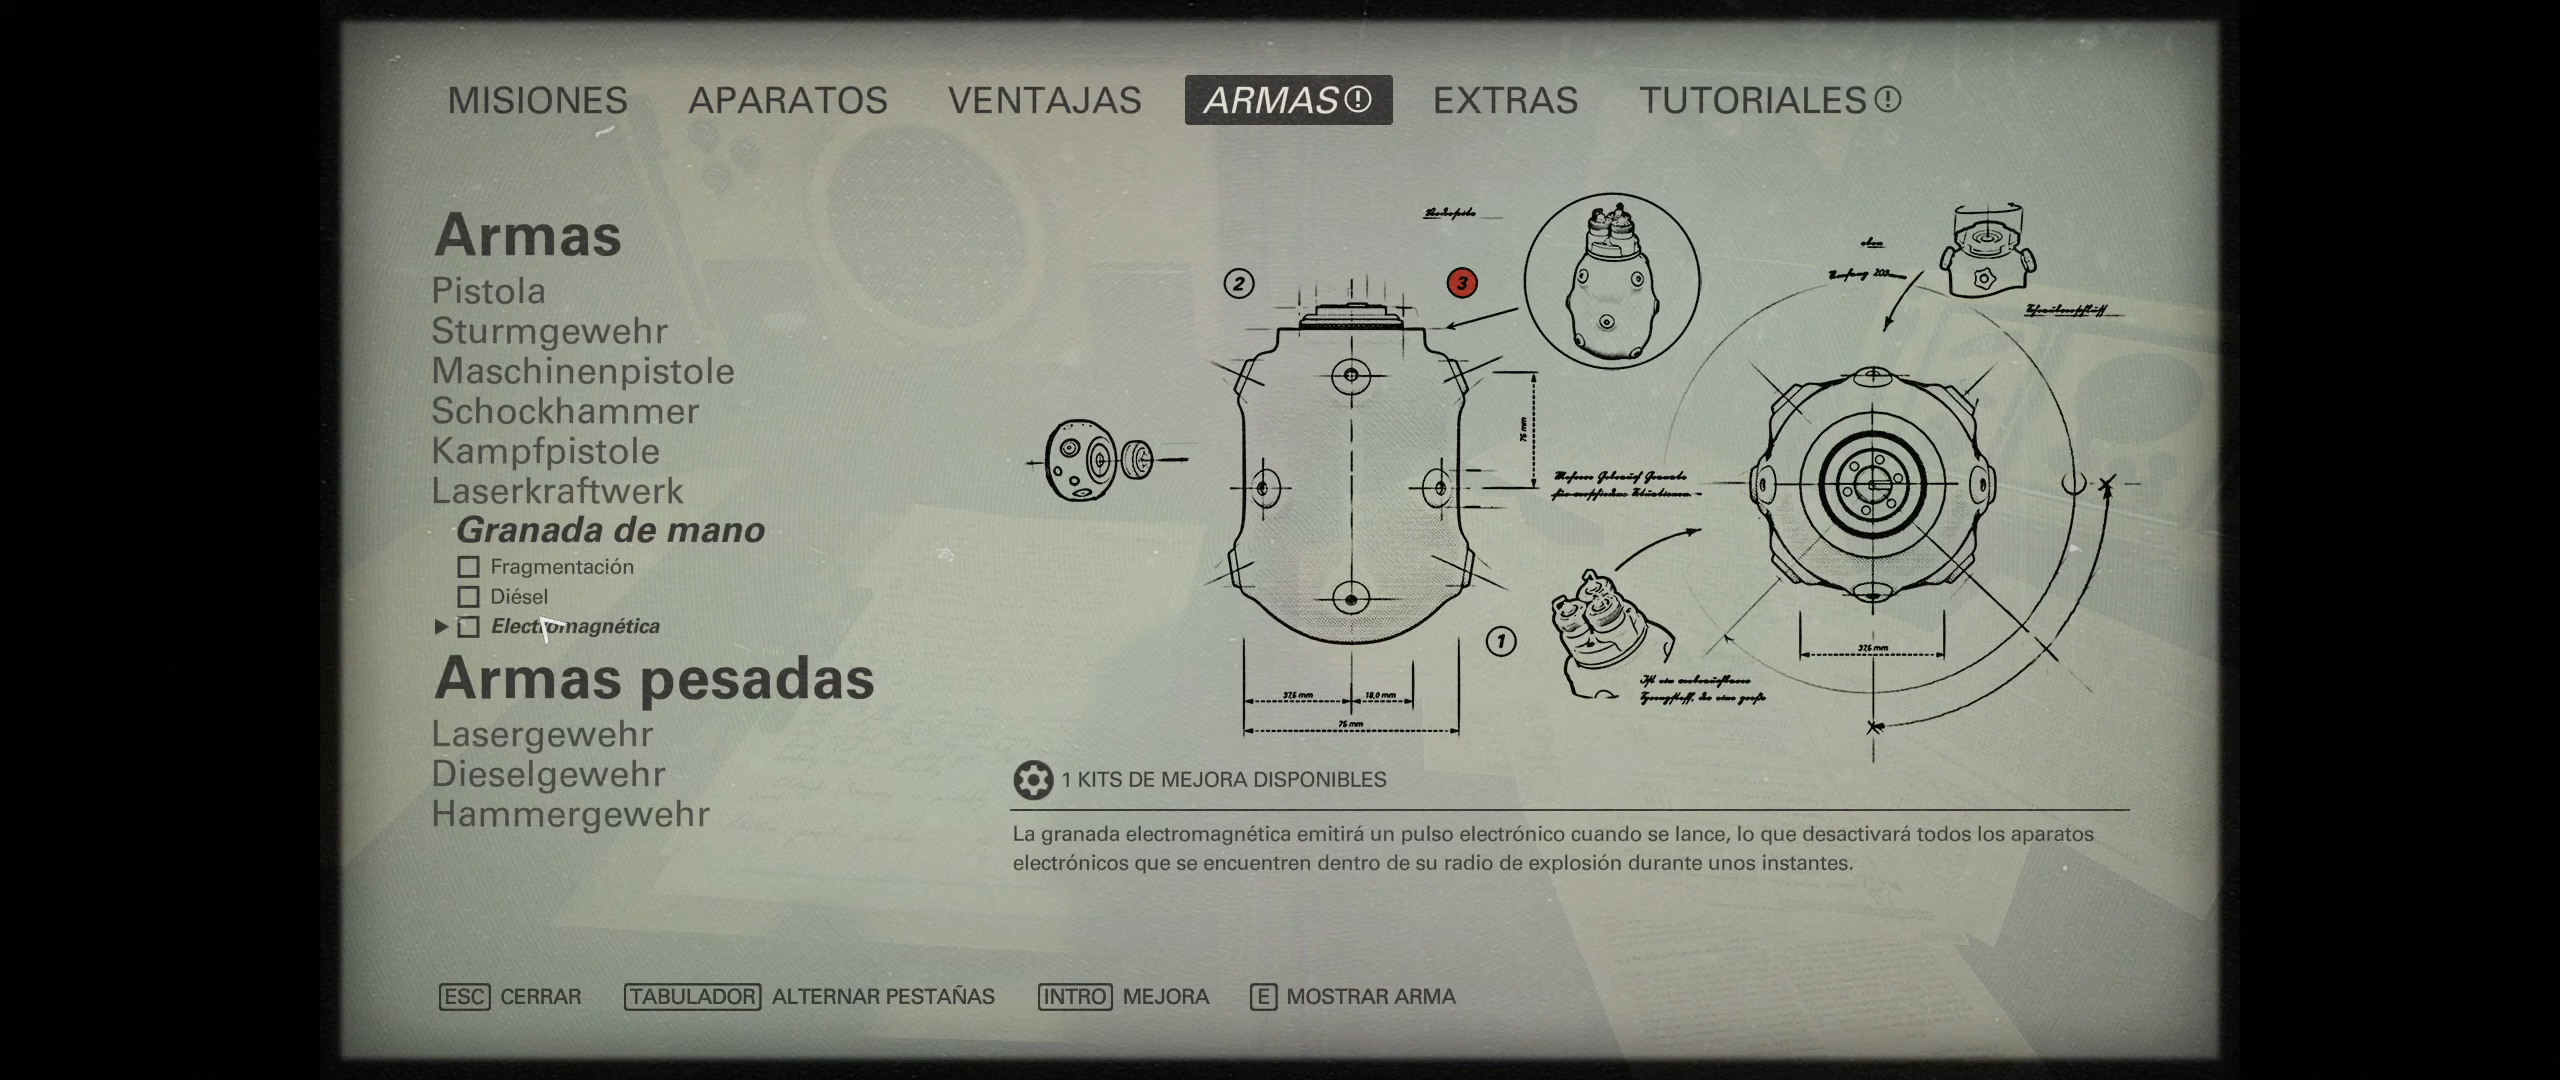 MISIONES APARATOS VENTAJAS ARMAS EXTRAS TUTORIALES
Armas
Pistola
Sturmgewehr
Maschinenpistole
Schockhammer
Kampfpistole
Laserkraftwerk
Granada de mano
Fragmentación
Diésel
Electromagnética
Armas pesadas
Lasergewehr
Dieselgewehr
Hammergewehr
2
3
oben
75 mm
1
37,5 mm
18,0 mm
75 mm
37,5 mm
1 KITS DE MEJORA DISPONIBLES
La granada electromagnética emitirá un pulso electrónico cuando se lance, lo que desactivará todos los aparatos
electrónicos que se encuentren dentro de su radio de explosión durante unos instantes.
ESC CERRAR TABULADOR ALTERNAR PESTAÑAS INTRO MEJORA E MOSTRAR ARMA